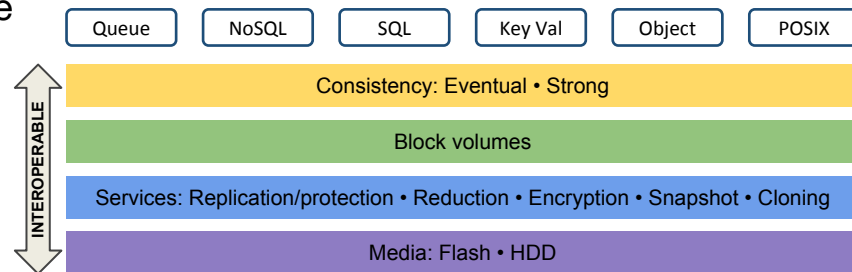 e
Queue NoSQL SQL Key Val Object POSIX
Consistency: Eventual • Strong
Block volumes
INTEROPERABLE
Services: Replication/protection • Reduction • Encryption • Snapshot • Cloning
Media: Flash • HDD